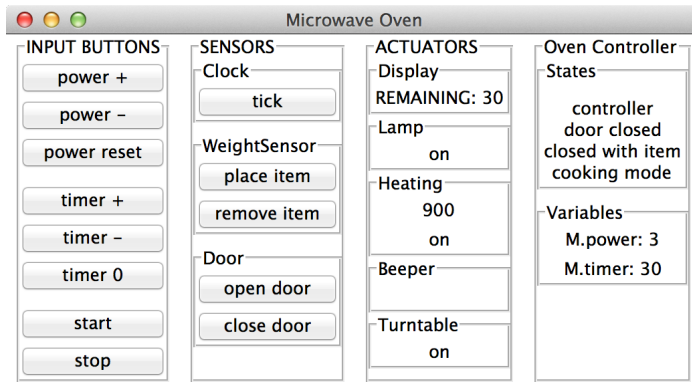 Microwave Oven
INPUT BUTTONS
power +
power -
power reset
timer +
timer -
timer 0
start
stop
SENSORS
Clock
tick
WeightSensor
place item
remove item
Door
open door
close door
ACTUATORS
Display
REMAINING: 30
Lamp
on
Heating
900
on
Beeper
Turntable
on
Oven Controller
States
controller
door closed
closed with item
cooking mode
Variables
M.power: 3
M.timer: 30